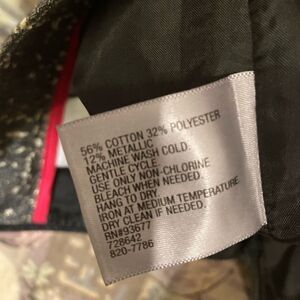 56% COTTON 32% POLYESTER
12% METALLIC
MACHINE WASH COLD.
GENTLE CYCLE.
USE ONLY NON-CHLORINE
BLEACH WHEN NEEDED.
HANG TO DRY.
IRON AT MEDIUM TEMPERATURE
DRY CLEAN IF NEEDED.
RN#93677
728642
820-7786